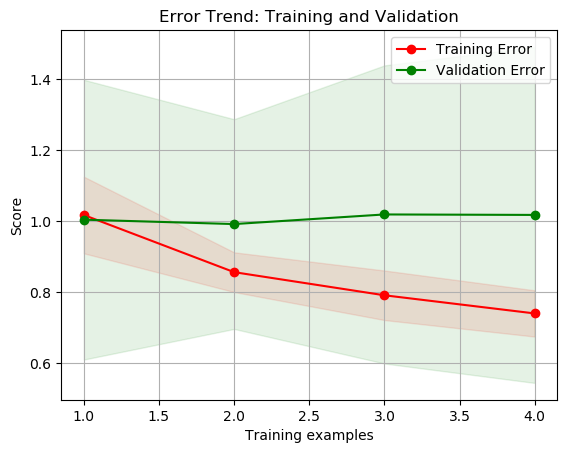 Error Trend: Training and Validation
Training Error
Validation Error
Score
1.4
1.2
1.0
0.8
0.6
1.0 1.5 2.0 2.5 3.0 3.5 4.0
Training examples